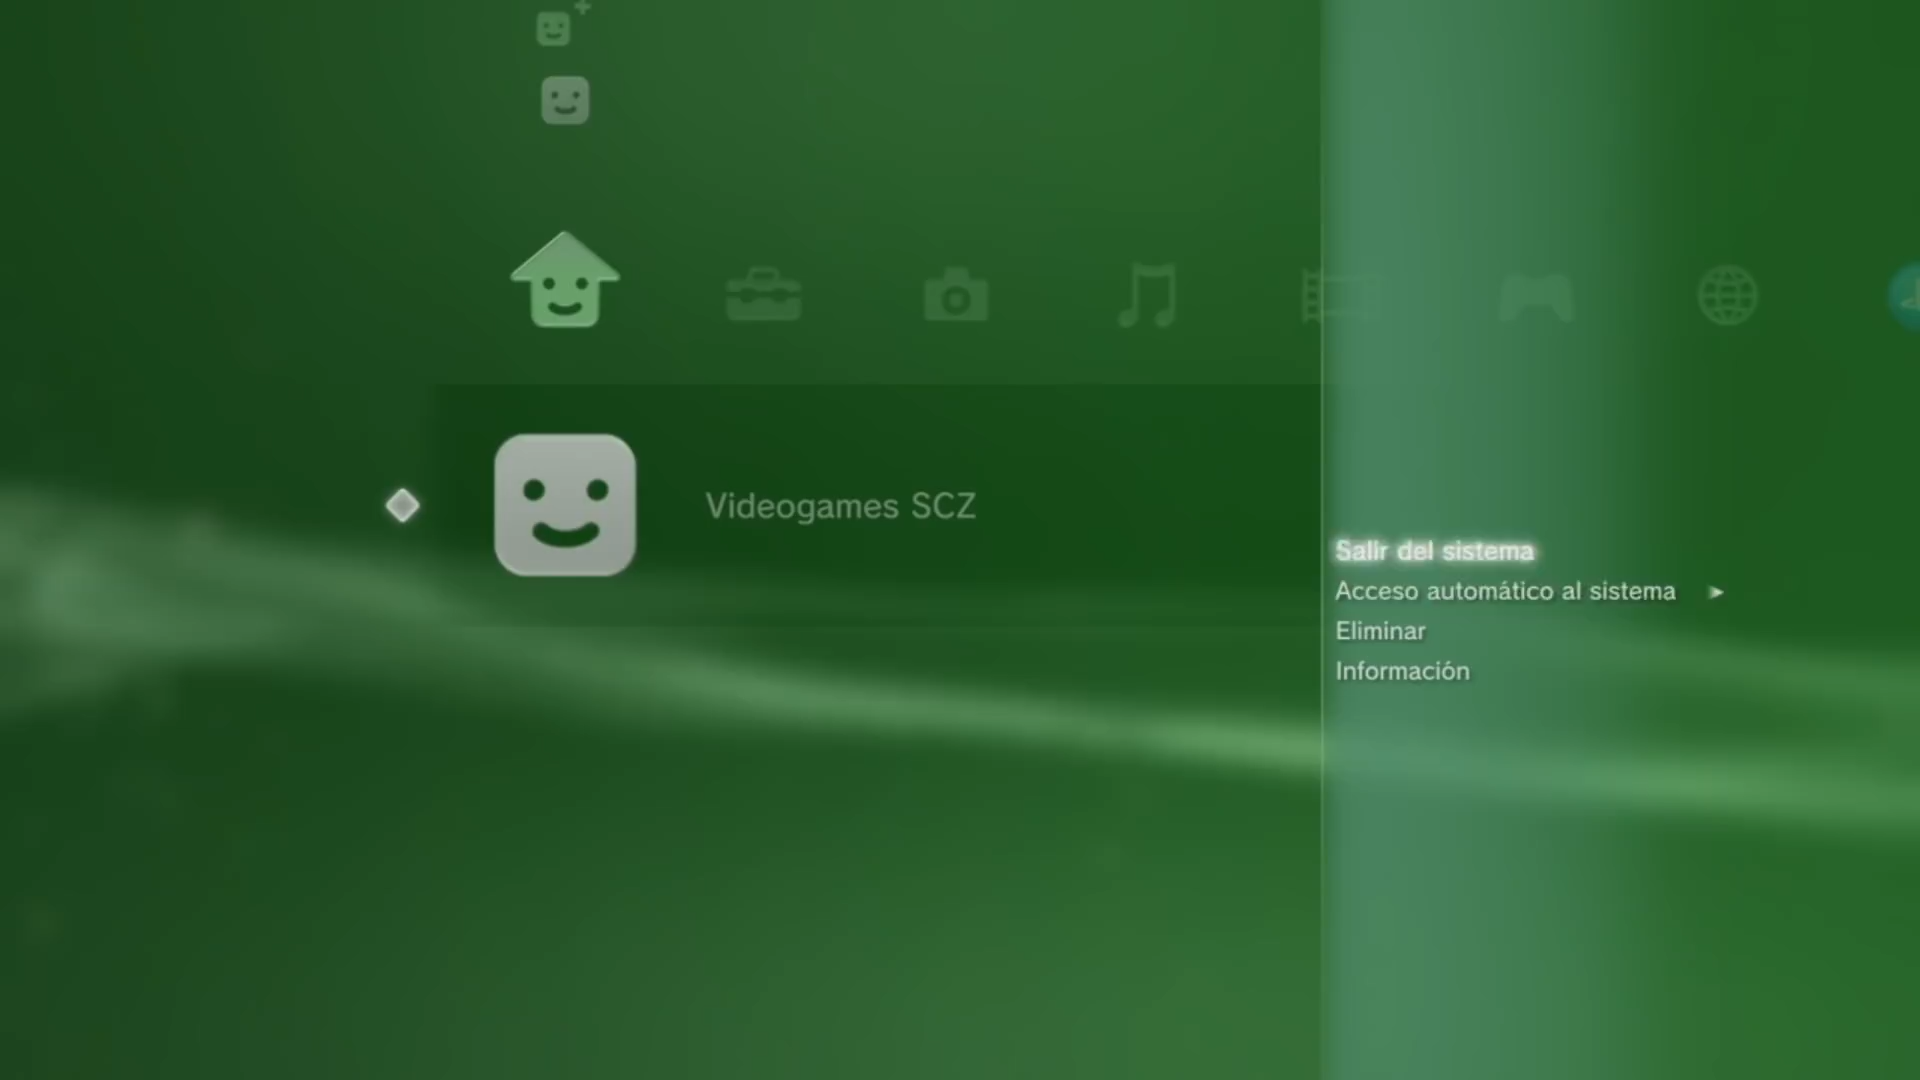 Videogames SCZ
Salir del sistema
Acceso automático al sistema
Eliminar
Información